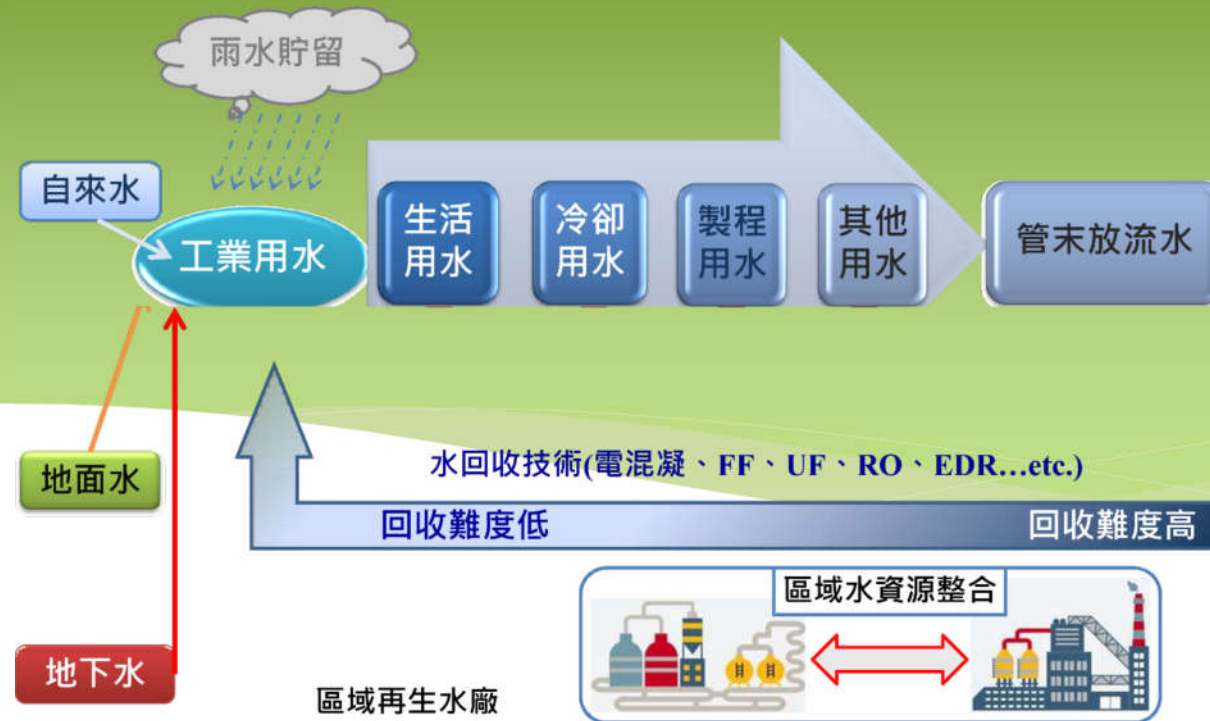 雨水貯留
自來水
工業用水
生活
用水
冷卻
用水
製程
用水
其他
用水
管末放流水
地面水
水回收技術(電混凝、FF、UF、RO、EDR...etc.)
回收難度低
回收難度高
區域水資源整合
地下水
區域再生水廠